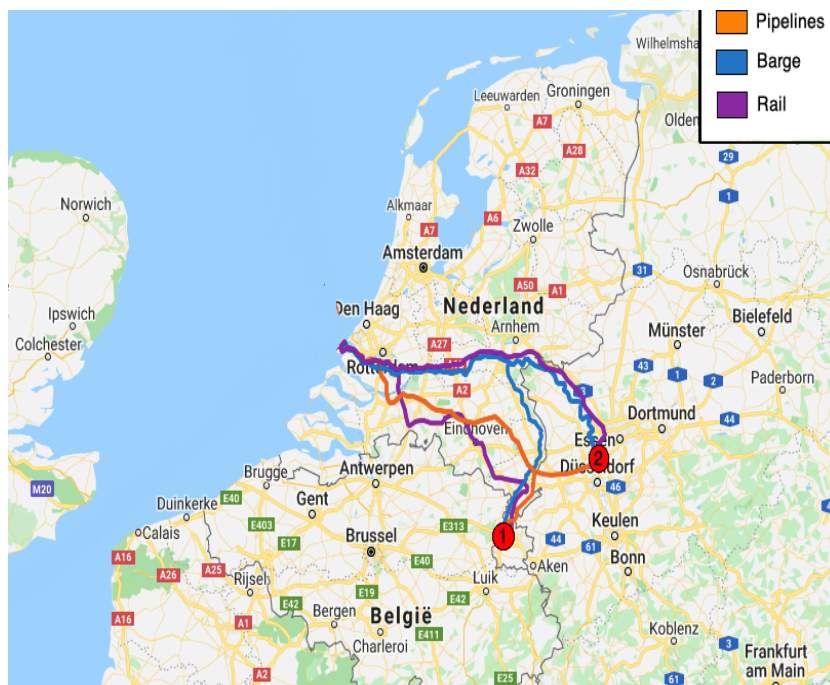 Pipelines
Barge
Rail
Wilhelmsha
Leeuwarden
Groningen
A7
Olden
A28
29
A32
1
Norwich
Alkmaar
A6
Zwolle
A7
Amsterdam
31
Osnabrück
A50
A1
Ipswich
Den Haag
Nederland
Bielefeld
Colchester
A27
Arnhem
Münster
Rotterdam
43
1
2
Paderborn
A2
Dortmund
44
Eindhoven
Essen
2
Düsseldorf
M20
Brugge
Antwerpen
46
Duinkerke
E40
Gent
E403
E313
1
Keulen
Calais
Brussel
44
61
A16
E17
E40
Bonn
Aken
A26
A25
Rijsel
E19
Luik
E42
E42
A16
A1
Bergen
België
Koblenz
E411
3
Charleroi
Frankfurt
am Main
A2
E25
61